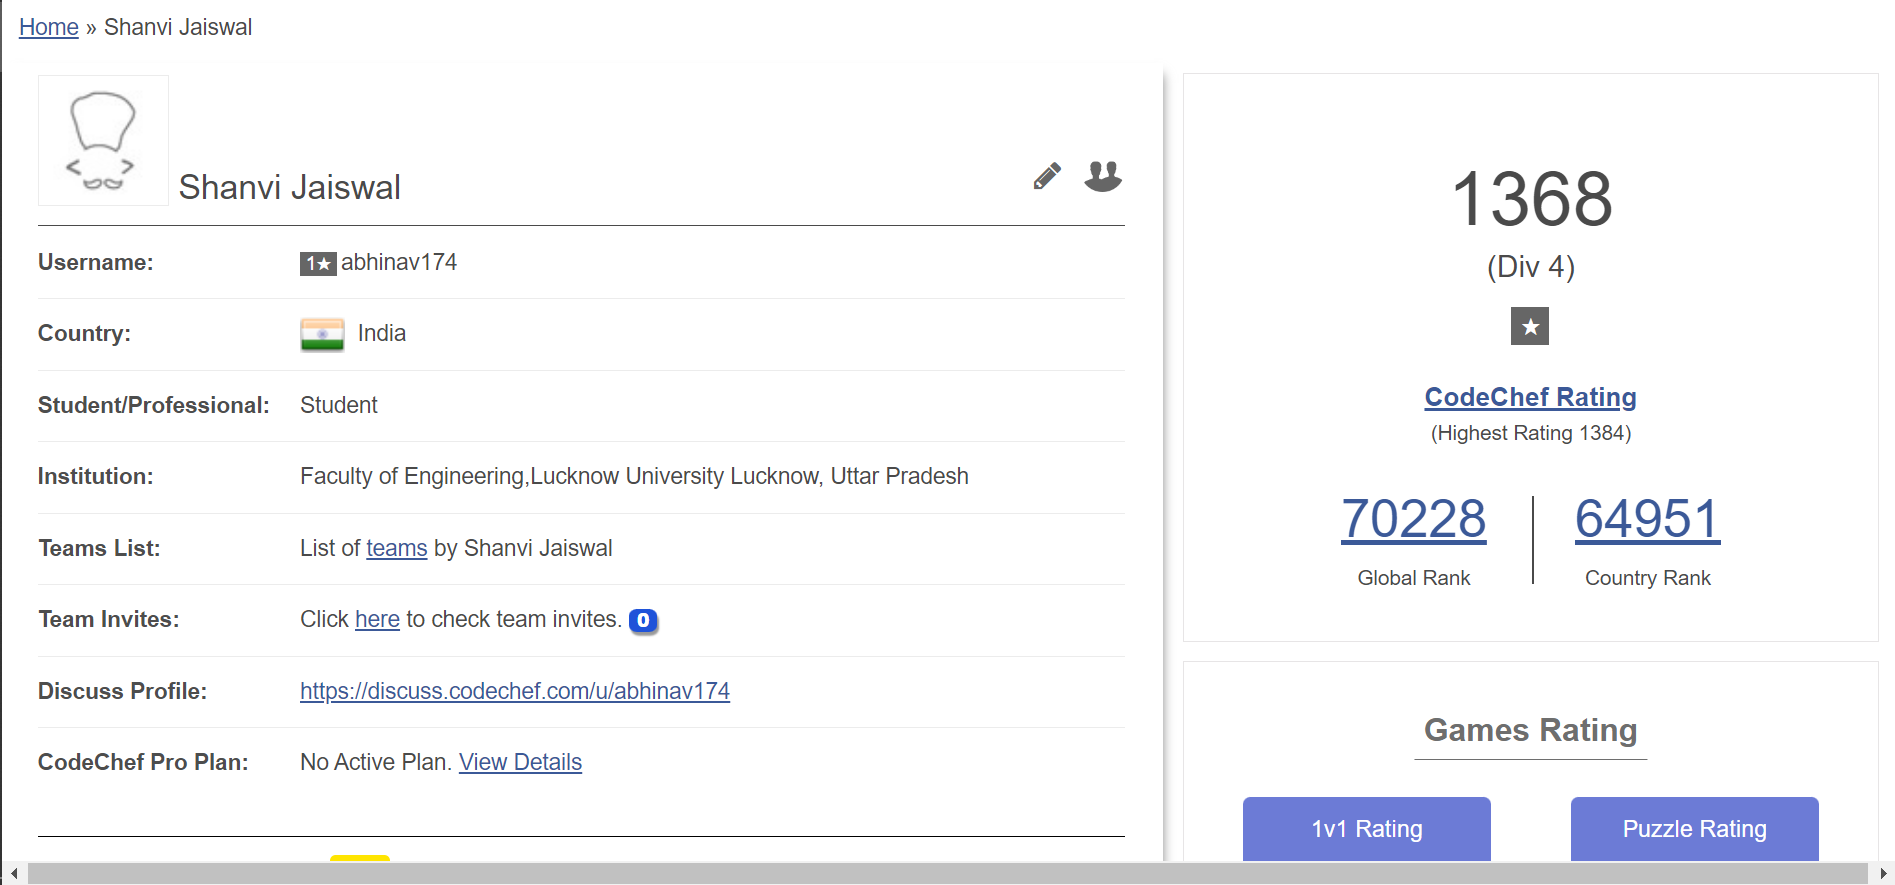 Home » Shanvi Jaiswal
Shanvi Jaiswal
Username: 1★ abhinav174
Country: India
Student/Professional: Student
Institution: Faculty of Engineering,Lucknow University Lucknow, Uttar Pradesh
Teams List: List of teams by Shanvi Jaiswal
Team Invites: Click here to check team invites. 0
Discuss Profile: https://discuss.codechef.com/u/abhinav174
CodeChef Pro Plan: No Active Plan. View Details
1368
(Div 4)
★
CodeChef Rating
(Highest Rating 1384)
70228 64951
Global Rank Country Rank
Games Rating
1v1 Rating Puzzle Rating